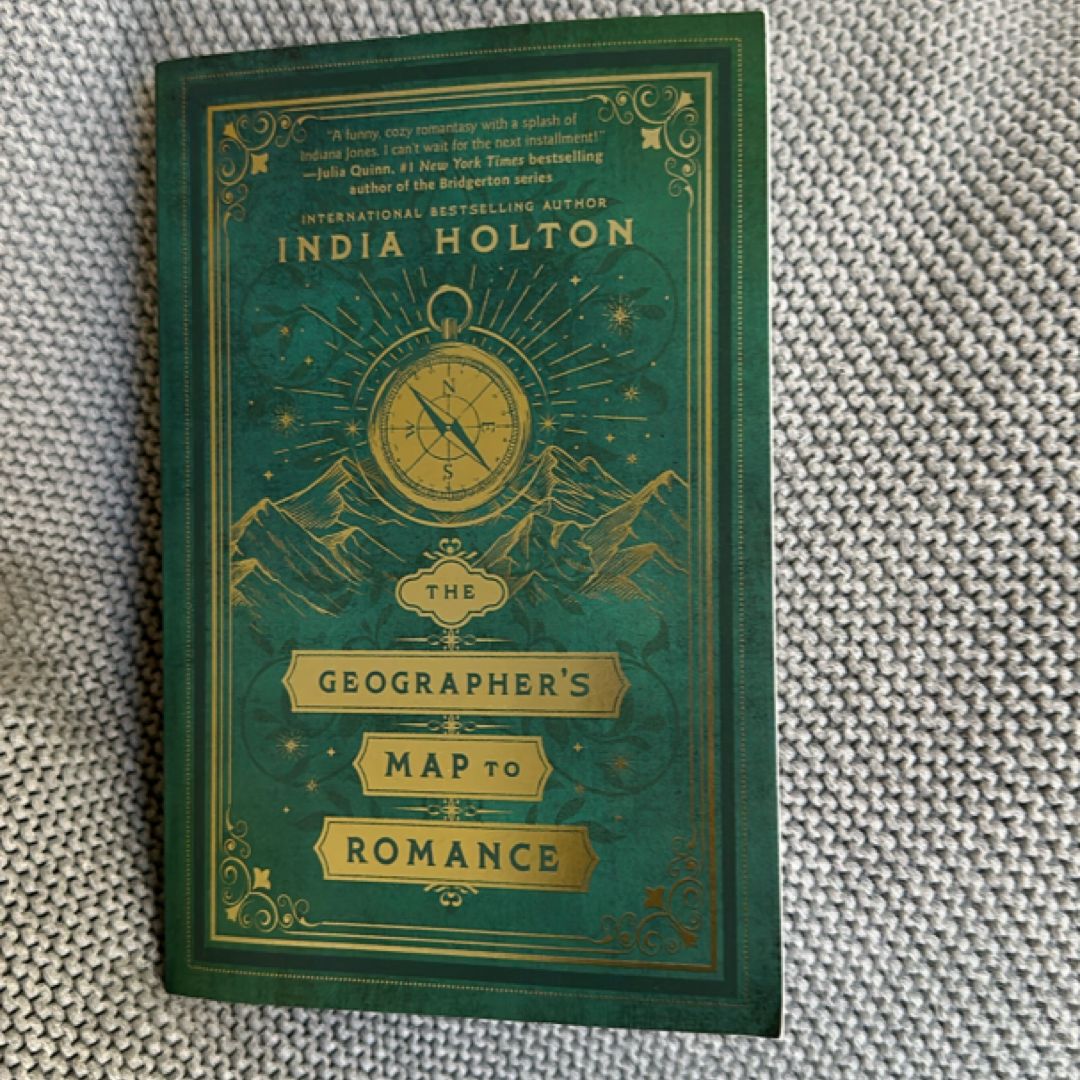 "A funny, cozy romantasy with a splash of
Indiana Jones. I can't wait for the next installment!"
—Julia Quinn, #1 New York Times bestselling
author of the Bridgerton series
INTERNATIONAL BESTSELLING AUTHOR
INDIA HOLTON
N
W E
S
THE
GEOGRAPHER'S
MAP TO
ROMANCE